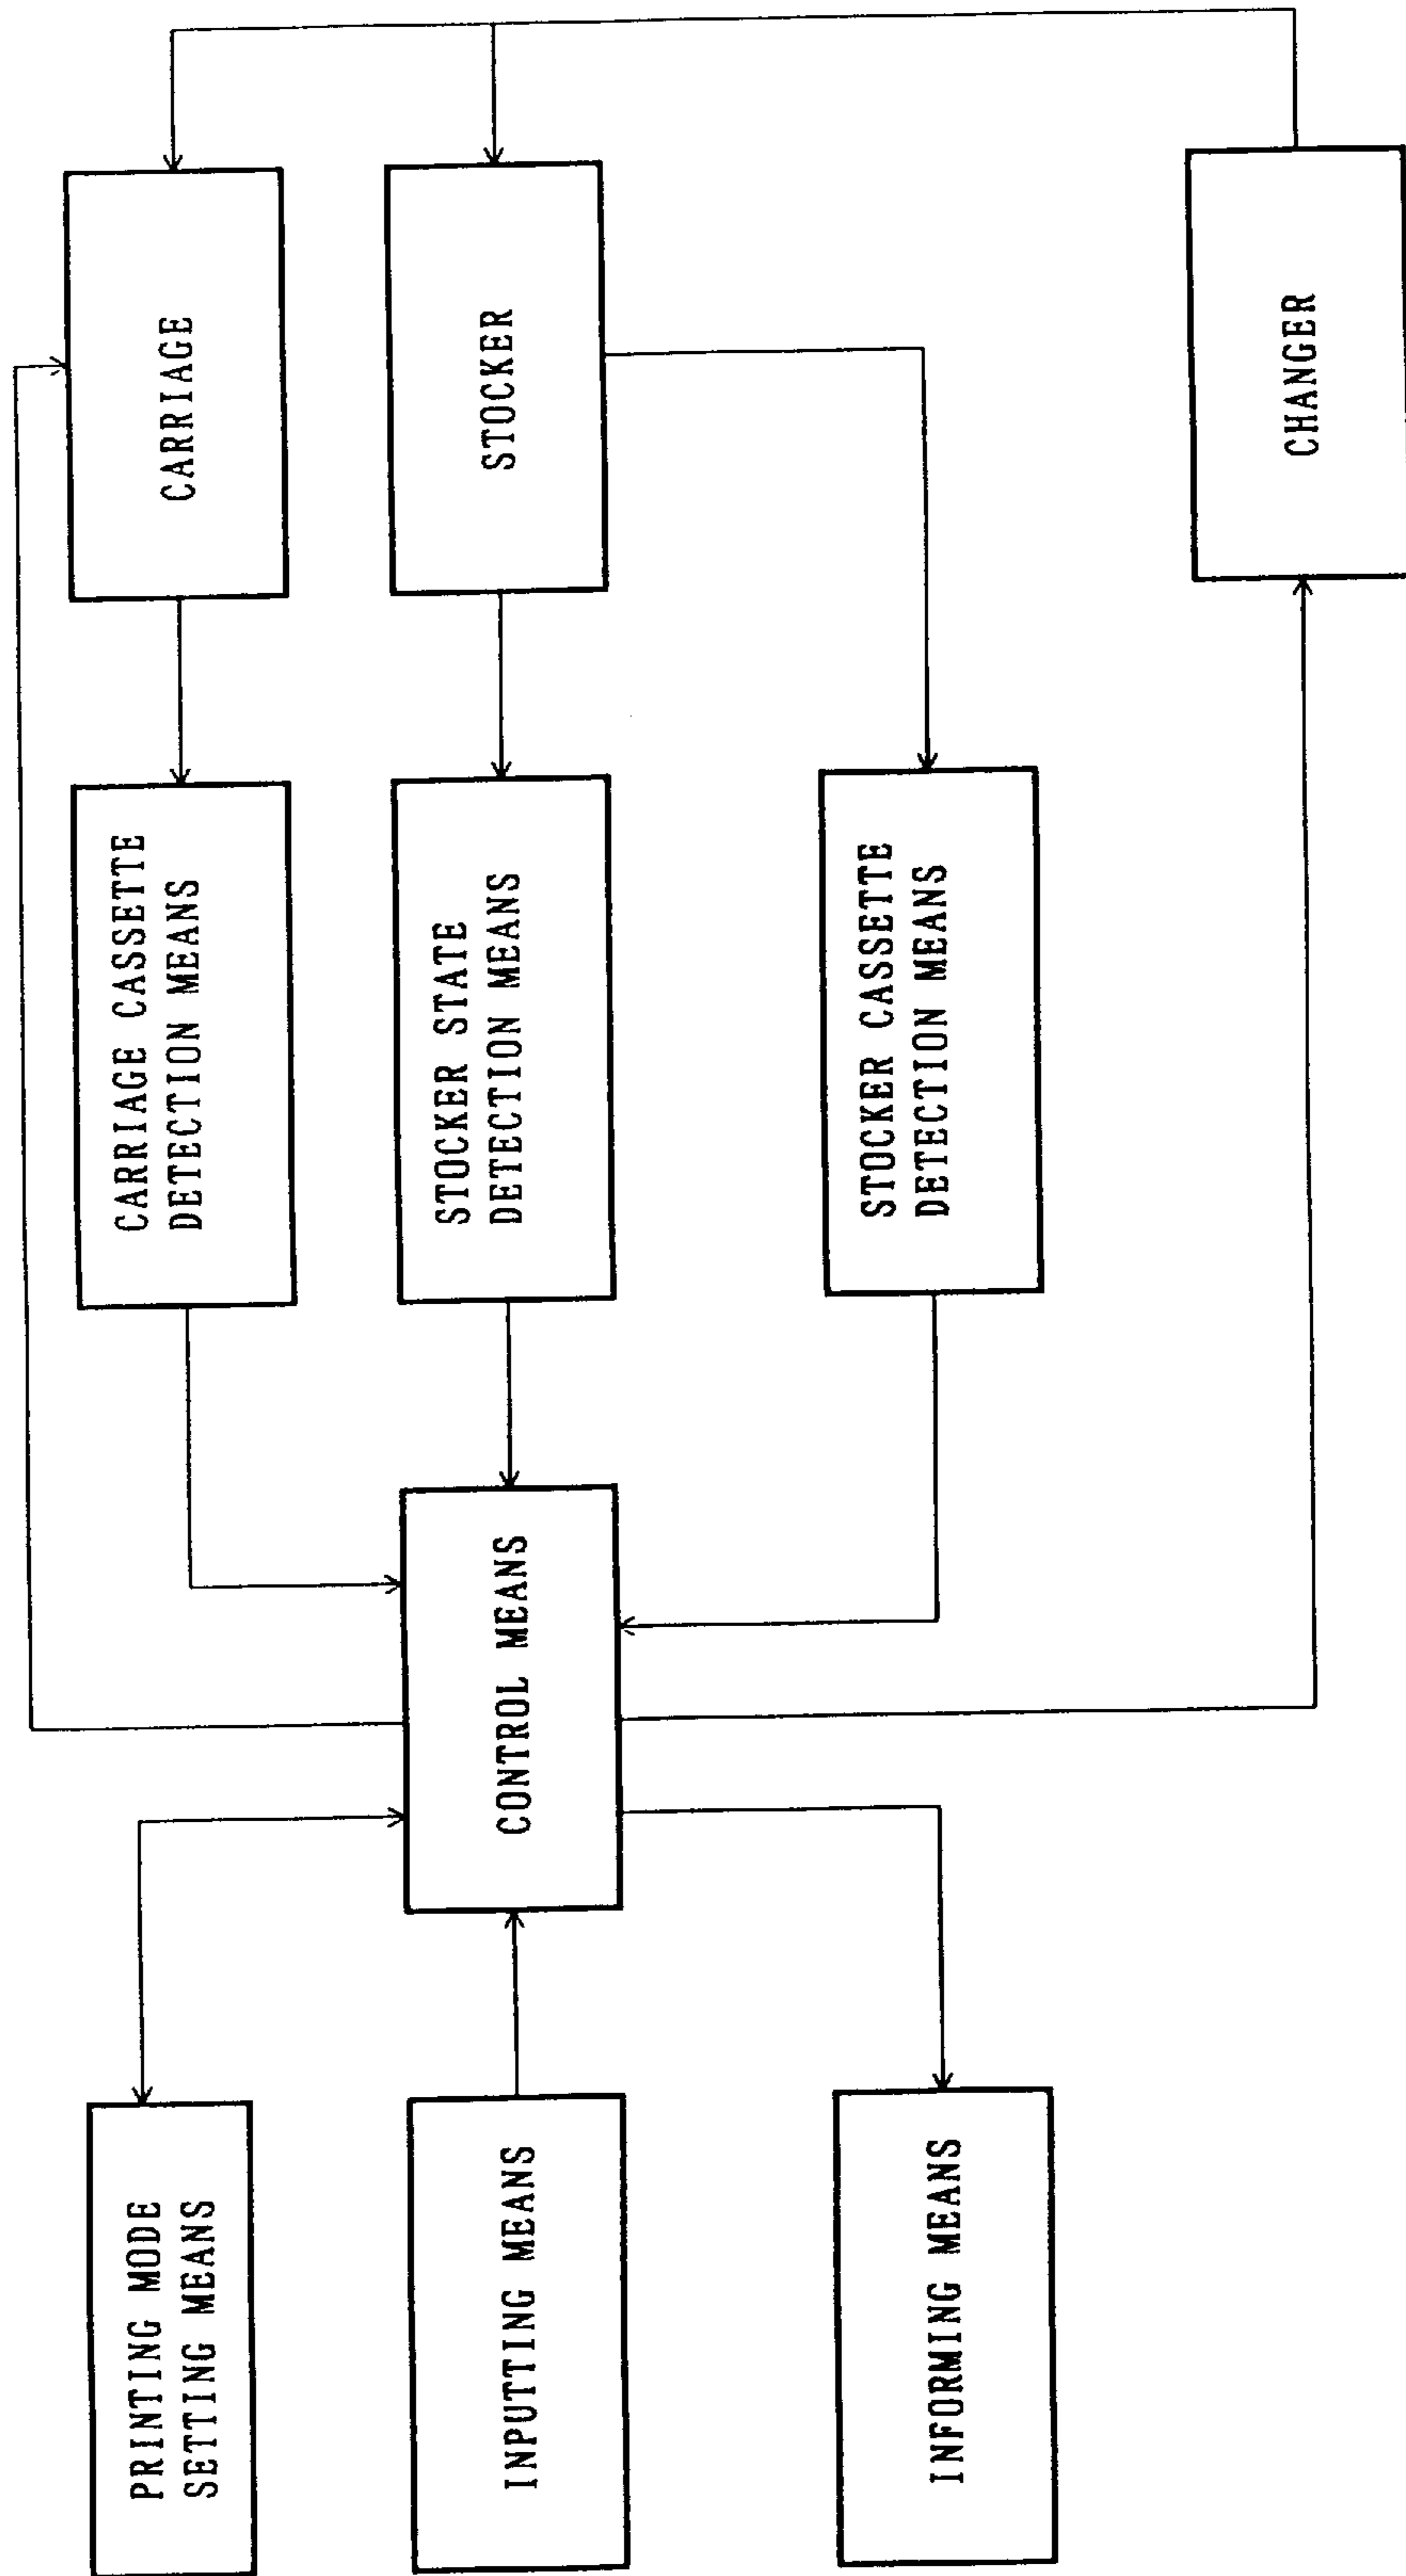 PRINTING MODE
SETTING MEANS
INPUTTING MEANS
INFORMING MEANS
CONTROL MEANS
CARRIAGE CASSETTE
DETECTION MEANS
STOCKER STATE
DETECTION MEANS
STOCKER CASSETTE
DETECTION MEANS
CARRIAGE
STOCKER
CHANGER